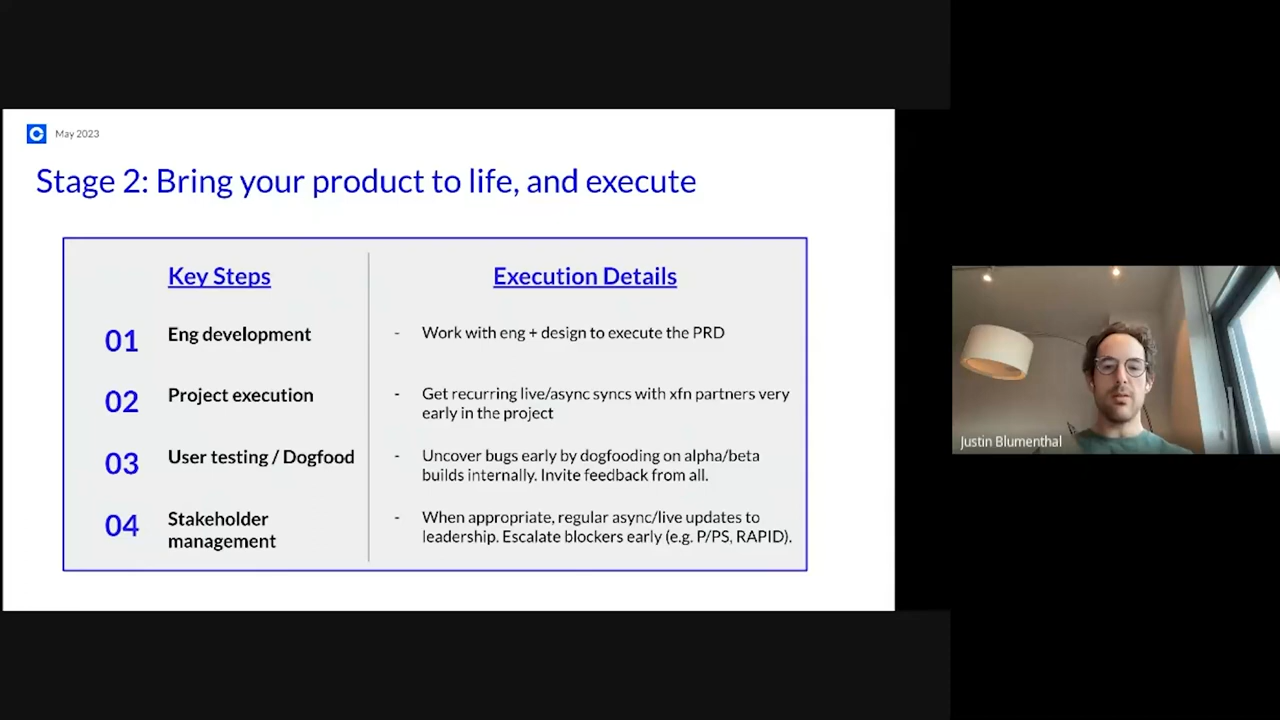 May 2023
Stage 2: Bring your product to life, and execute
Key Steps
Execution Details
01
Eng development
- Work with eng + design to execute the PRD
02
Project execution
- Get recurring live/async syncs with xfn partners very
early in the project
03
User testing / Dogfood
- Uncover bugs early by dogfooding on alpha/beta
builds internally. Invite feedback from all.
04
Stakeholder
management
- When appropriate, regular async/live updates to
leadership. Escalate blockers early (e.g. P/PS, RAPID).
Justin Blumenthal